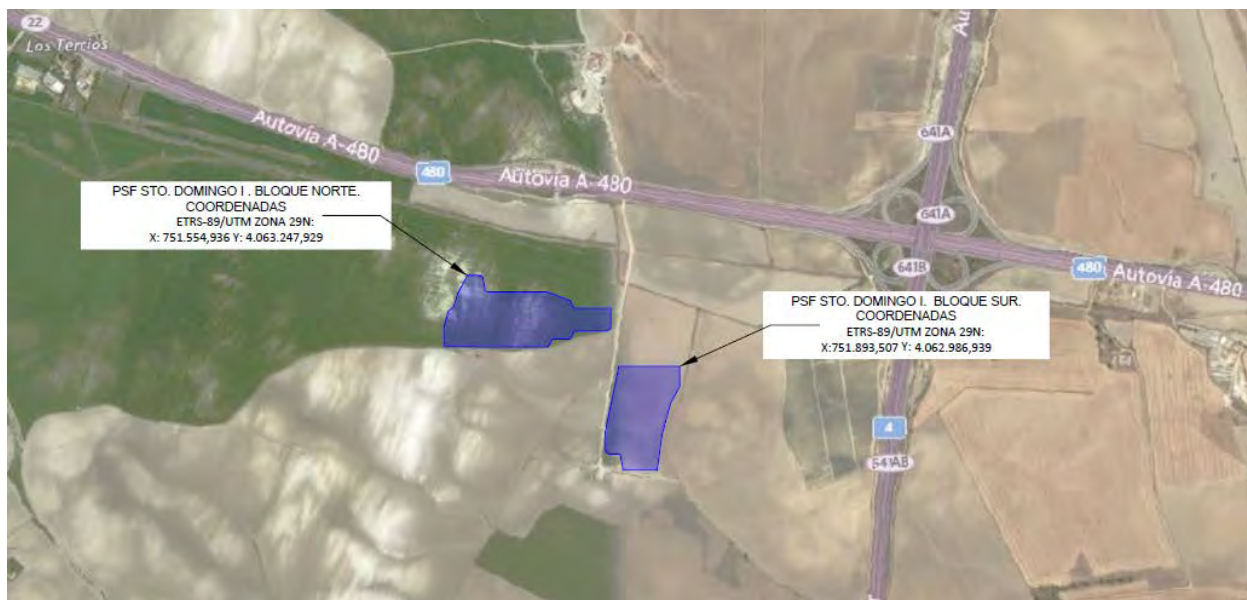 22
Los Tercios
Autovía A-480
480
Autovía A-480
641A
641A
641B
480
Autovía A-480
PSF STO. DOMINGO I . BLOQUE NORTE.
COORDENADAS
ETRS-89/UTM ZONA 29N:
X: 751.554,936 Y: 4.063.247,929
PSF STO. DOMINGO I. BLOQUE SUR.
COORDENADAS
ETRS-89/UTM ZONA 29N:
X:751.893,507 Y: 4.062.986,939
4
641AB